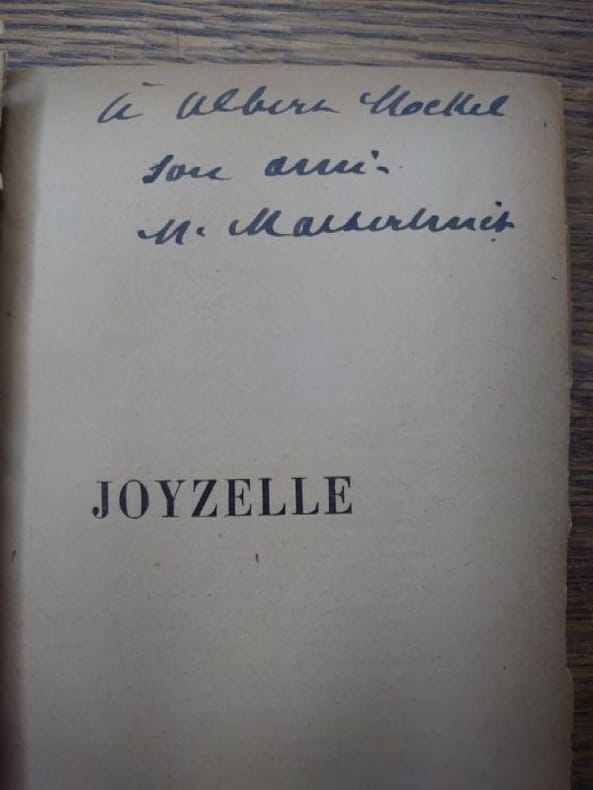 à Albert Mockel
son ami
M. Maeterlinck
JOYZELLE